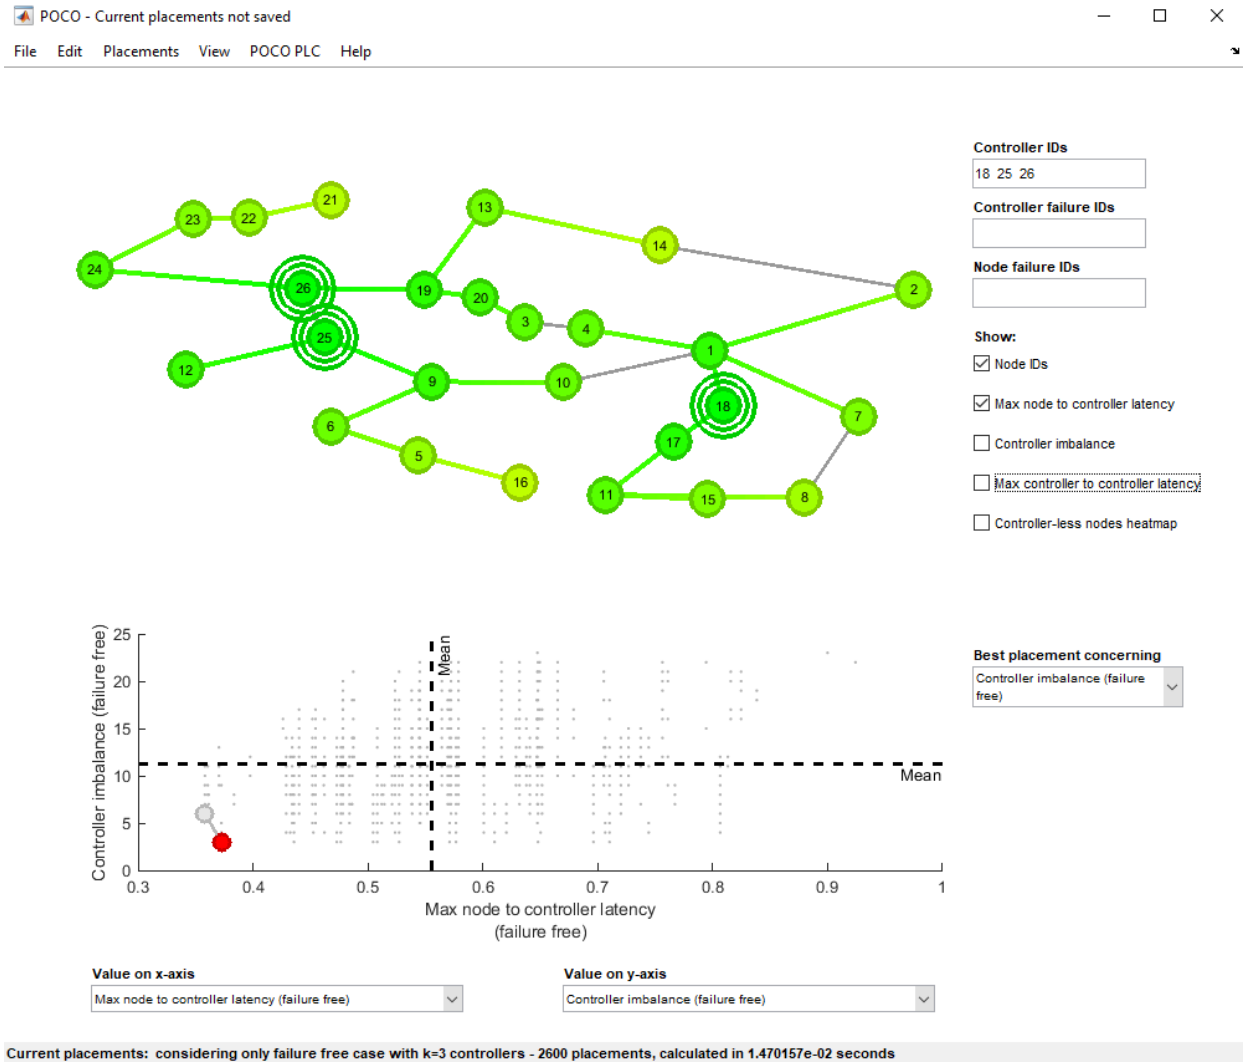 POCO - Current placements not saved
File Edit Placements View POCO PLC Help
Controller IDs
18 25 26
Controller failure IDs
Node failure IDs
Show:
Node IDs
Max node to controller latency
Controller imbalance
Max controller to controller latency
Controller-less nodes heatmap
21
23 22
13
14
24
26
19
20
2
3
4
25
1
12
9
10
18
7
6
17
5
16
11
15
8
Controller imbalance (failure free)
25
20
15
10
5
0
Mean
Mean
0.3 0.4 0.5 0.6 0.7 0.8 0.9 1
Max node to controller latency
(failure free)
Best placement concerning
Controller imbalance (failure
free)
Value on x-axis
Max node to controller latency (failure free)
Value on y-axis
Controller imbalance (failure free)
Current placements: considering only failure free case with k=3 controllers - 2600 placements, calculated in 1.470157e-02 seconds